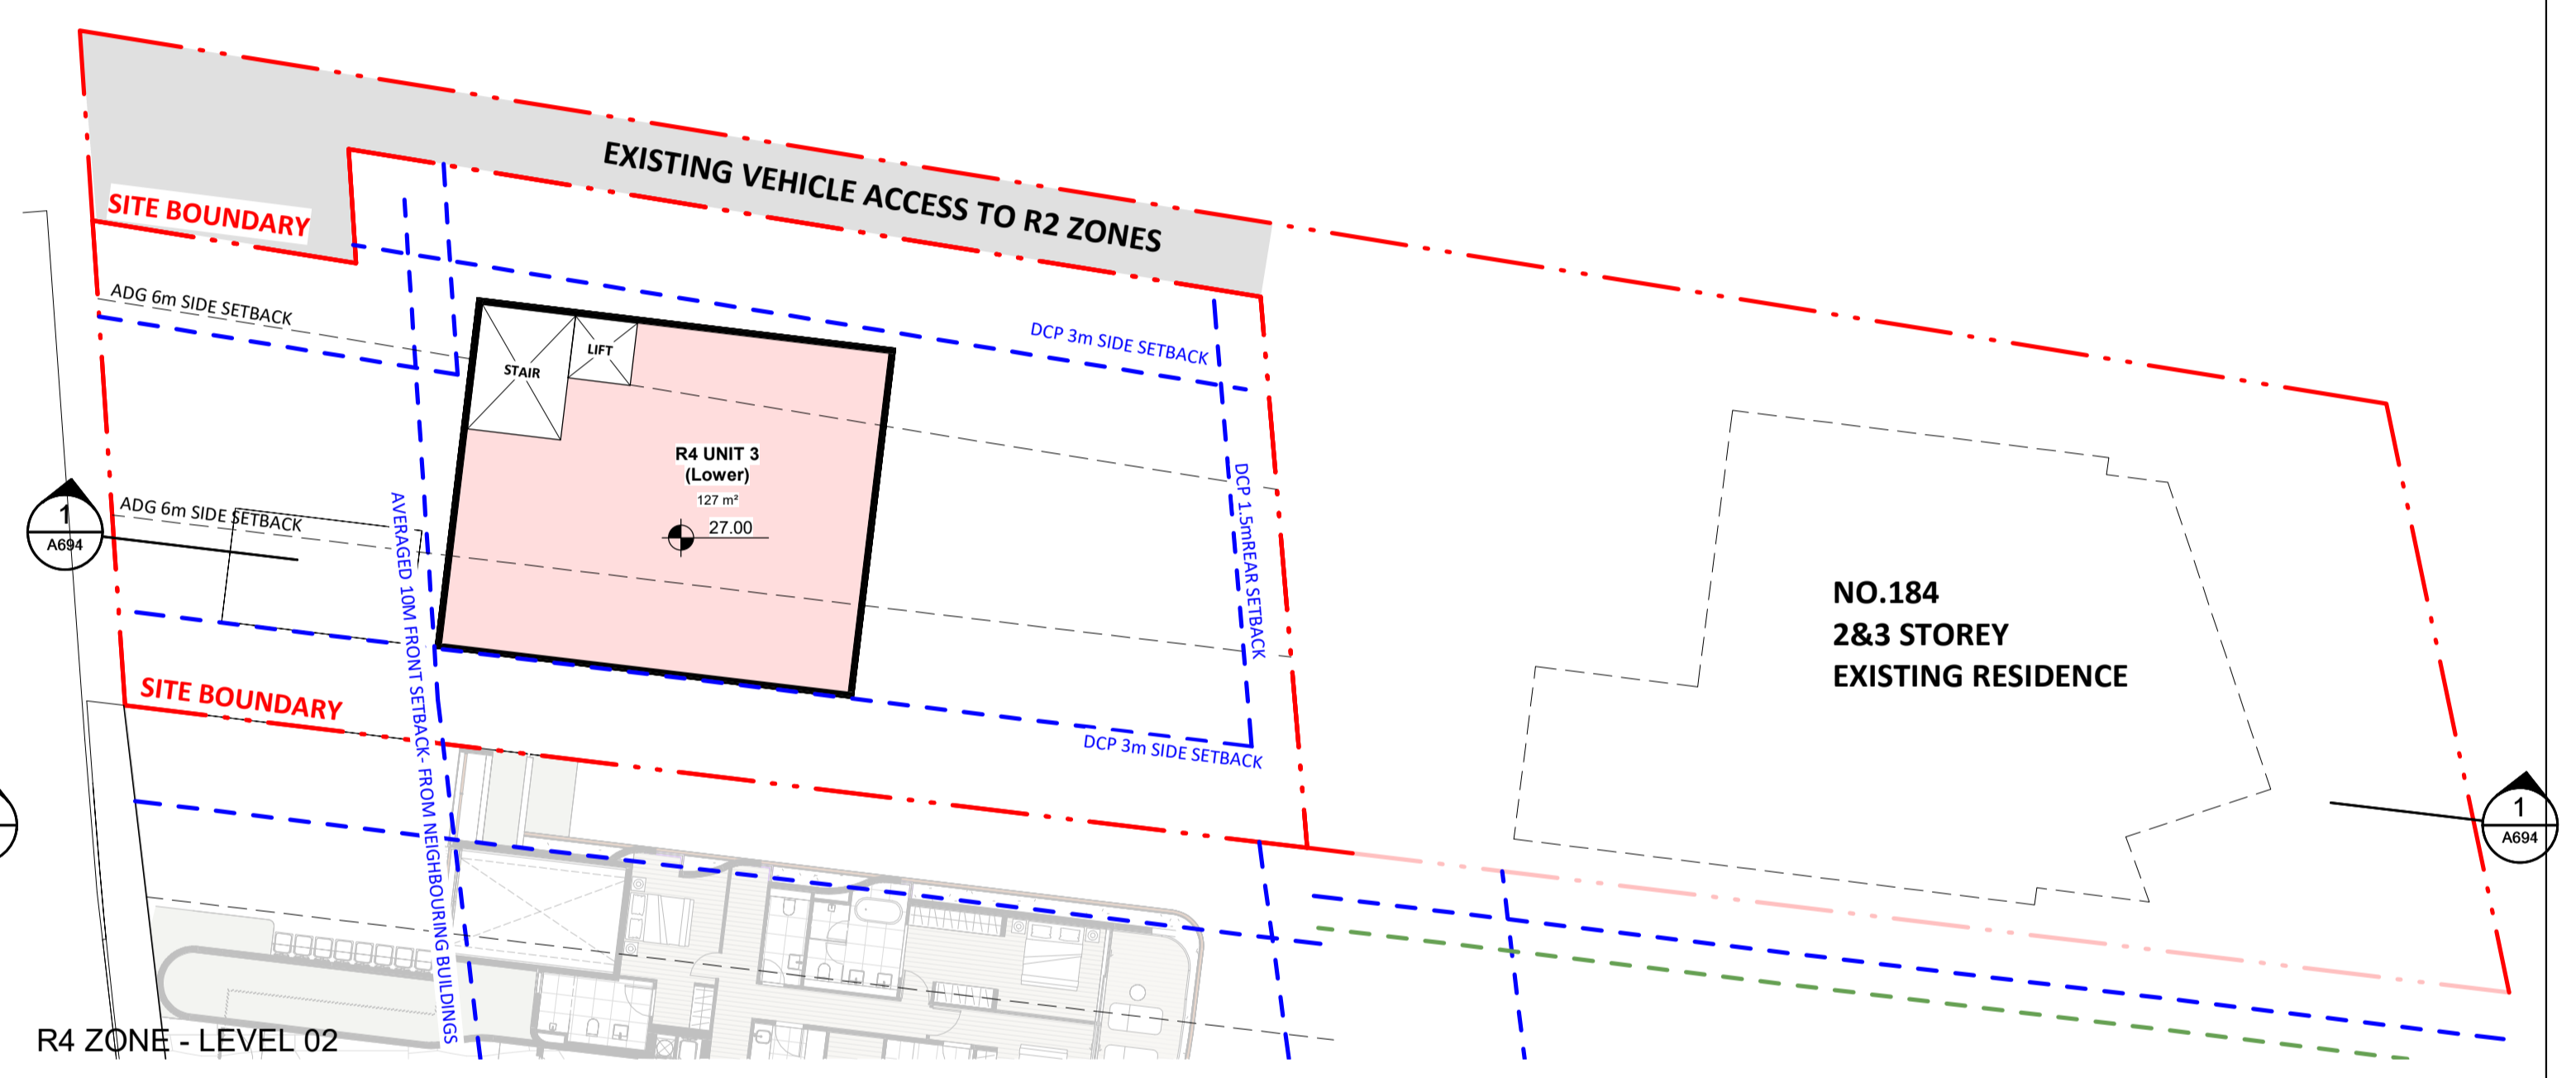 EXISTING VEHICLE ACCESS TO R2 ZONES
SITE BOUNDARY
ADG 6m SIDE SETBACK
DCP 3m SIDE SETBACK
LIFT
STAIR
R4 UNIT 3
(Lower)
127 m²
27.00
1
A694
ADG 6m SIDE SETBACK
AVERAGED 10M FRONT SETBACK- FROM NEIGHBOURING BUILDINGS
DCP 1.5mREAR SETBACK
NO.184
2&3 STOREY
EXISTING RESIDENCE
SITE BOUNDARY
DCP 3m SIDE SETBACK
1
A694
R4 ZONE - LEVEL 02